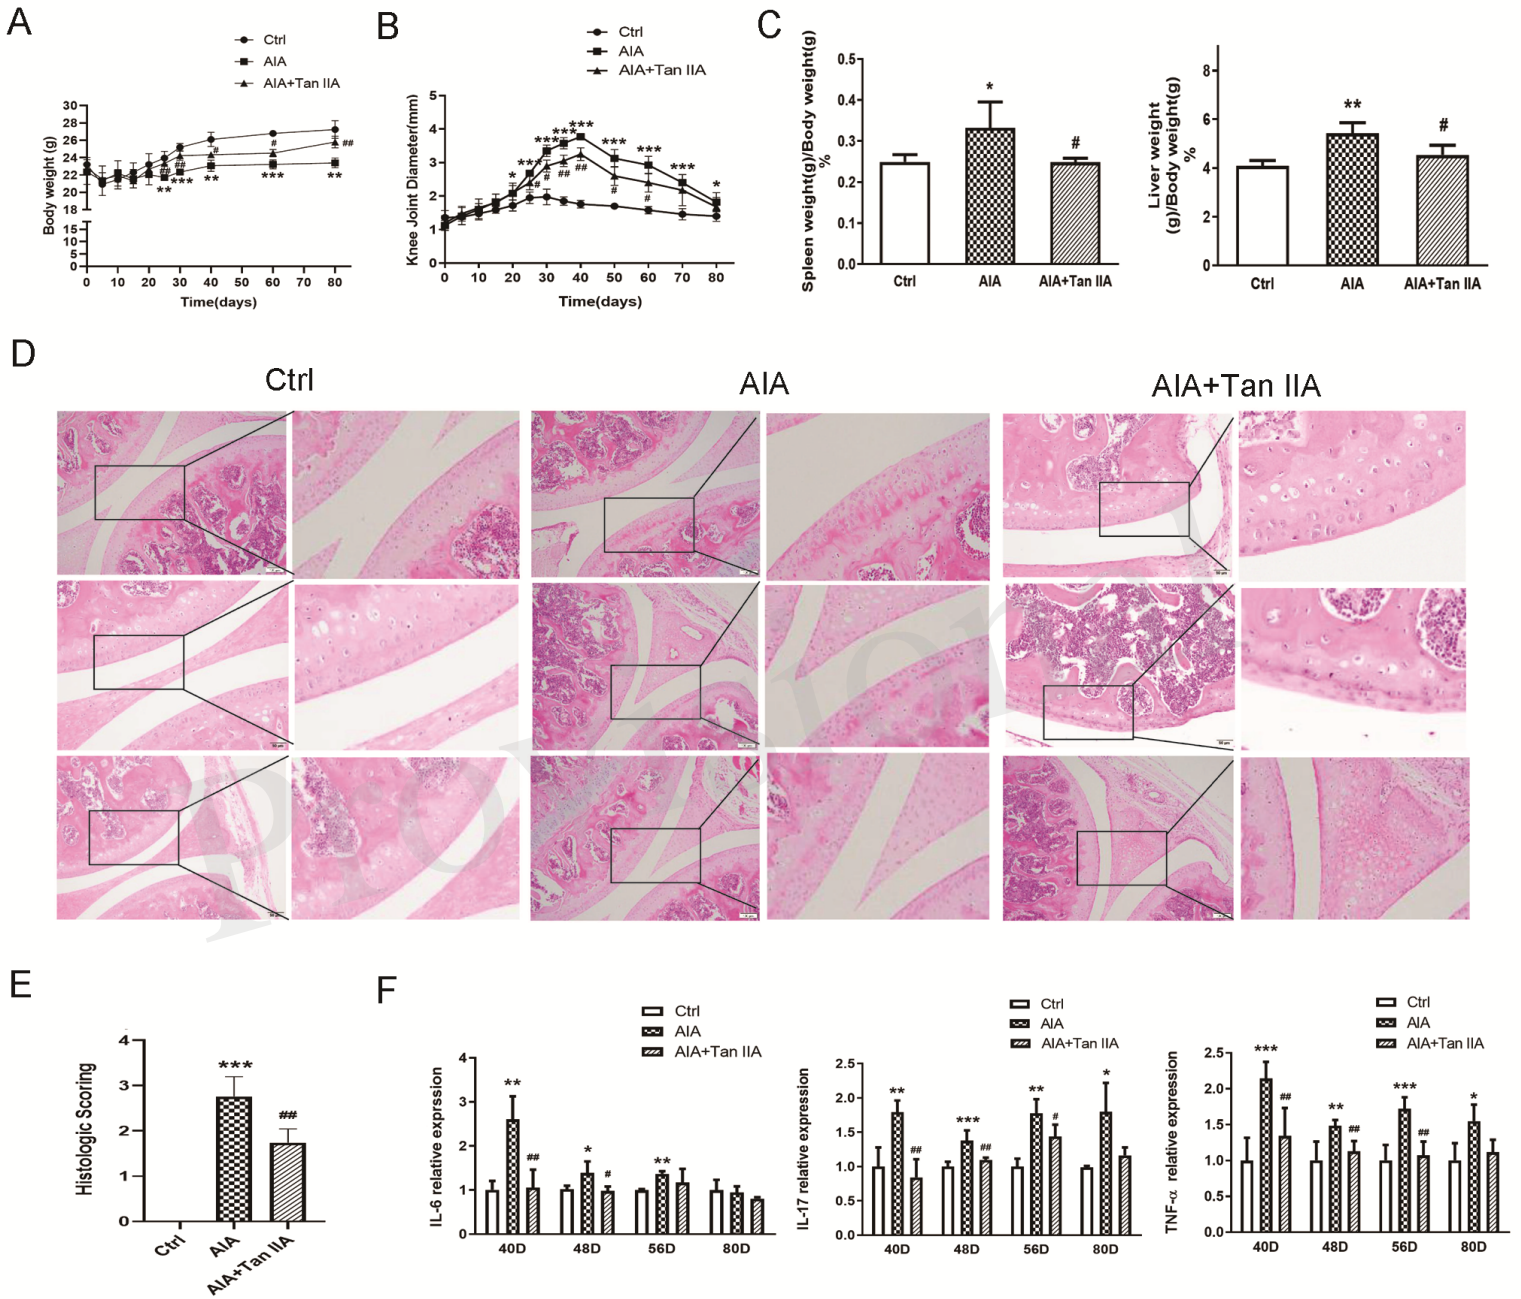 A
Ctrl
AIA
AIA+Tan IIA
Body weight (g)
30
28
26
24
22
20
18
15
10
5
0
0 10 20 30 40 50 60 70 80
Time(days)
## *** ** *** ** ## # # ## **
B
Ctrl
AIA
AIA+Tan IIA
Knee Joint Diameter(mm)
5
4
3
2
1
0
0 10 20 30 40 50 60 70 80
Time(days)
* *** *** *** *** *** *** *** *
# # ## ## # #
C
Spleen weight(g)/Body weight(g)
%
0.5
0.4
0.3
0.2
0.1
0.0
* #
Ctrl AIA AIA+Tan IIA
Liver weight
(g)/Body weight(g)
%
8
6
4
2
0
** #
Ctrl AIA AIA+Tan IIA
D
Ctrl AIA AIA+Tan IIA
Provisional
E
Histologic Scoring
4
3
2
1
0
*** ##
Ctrl AIA AIA+Tan IIA
F
Ctrl
AIA
AIA+Tan IIA
IL-6 relative exprssion
4
3
2
1
0
** ## * # **
40D 48D 56D 80D
Ctrl
AIA
AIA+Tan IIA
IL-17 relative expression
2.5
2.0
1.5
1.0
0.5
0.0
** ## *** ## ** # *
40D 48D 56D 80D
Ctrl
AIA
AIA+Tan IIA
TNF-α relative expression
2.5
2.0
1.5
1.0
0.5
0.0
*** ## ** ## *** ## *
40D 48D 56D 80D